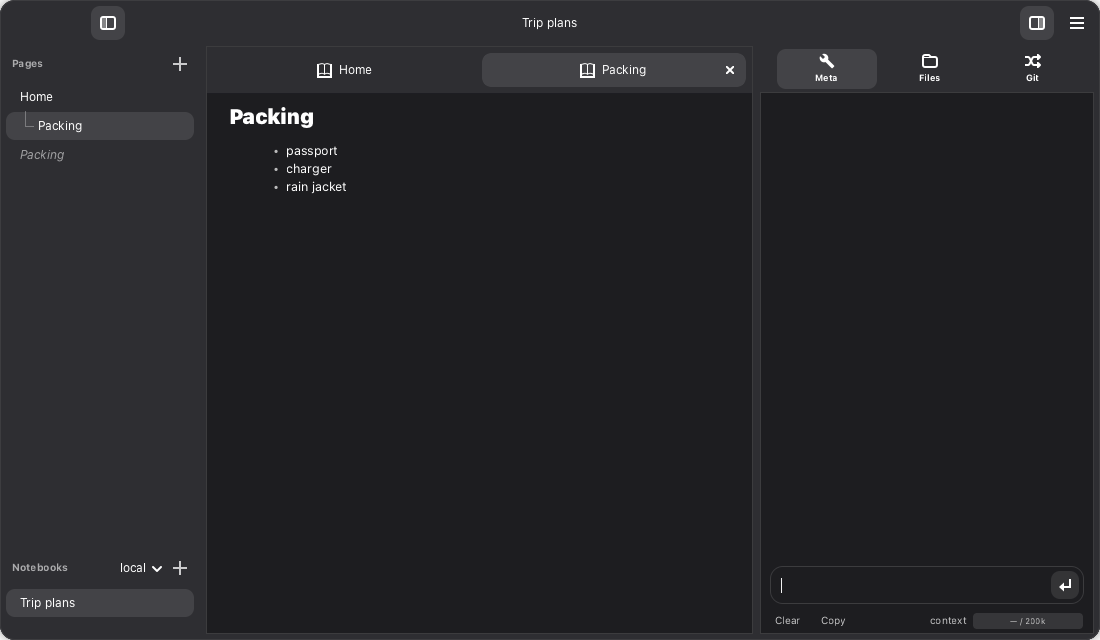 Trip plans
Pages
Home
Packing
Packing
Notebooks
local
Trip plans
Home
Packing
Packing
• passport
• charger
• rain jacket
Meta
Files
Git
Clear
Copy
context
— / 200k